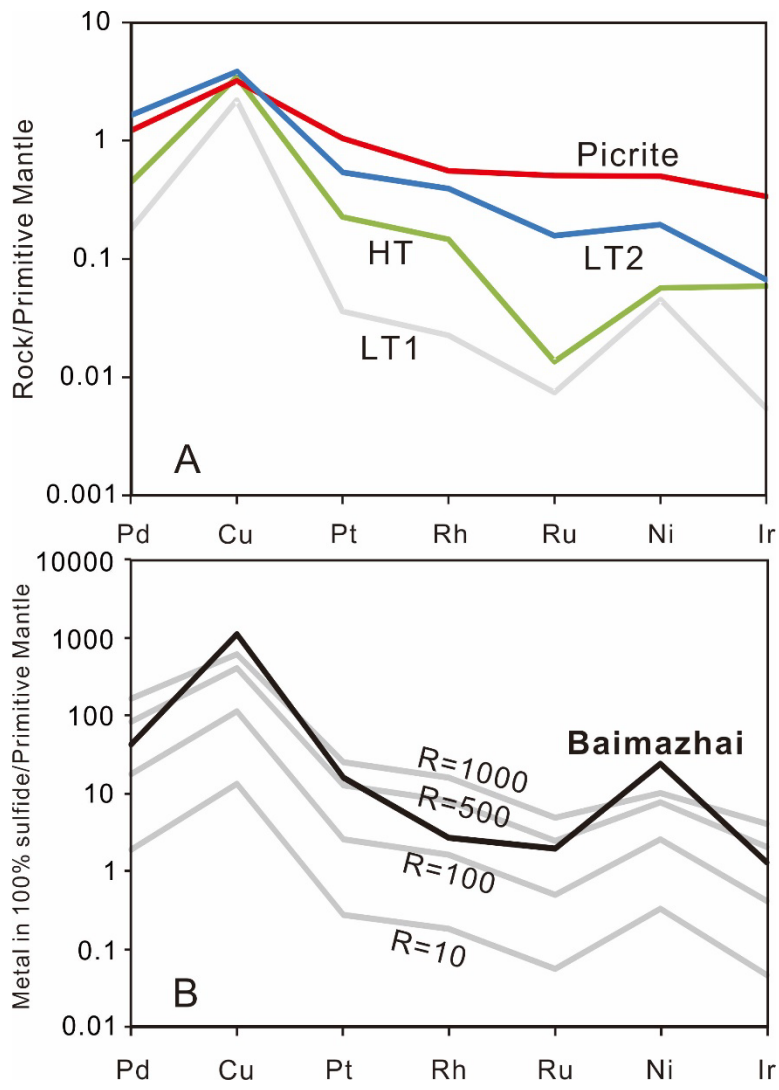 10
1
0.1
0.01
0.001
Rock/Primitive Mantle
Picrite
HT
LT2
LT1
A
Pd Cu Pt Rh Ru Ni Ir
10000
1000
100
10
1
0.1
0.01
Metal in 100% sulfide/Primitive Mantle
Baimazhai
R=1000
R=500
R=100
R=10
B
Pd Cu Pt Rh Ru Ni Ir